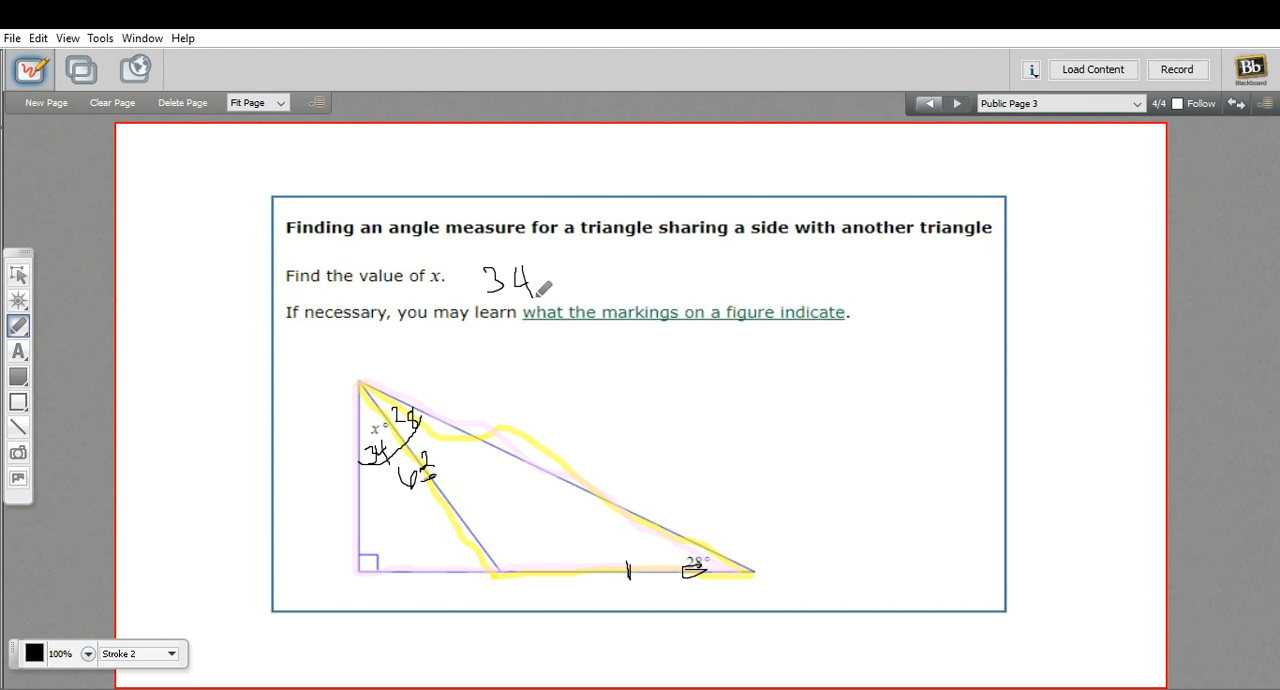 File Edit View Tools Window Help
i Load Content Record Bb
Blackboard
New Page Clear Page Delete Page Fit Page Public Page 3 4/4 Follow
Finding an angle measure for a triangle sharing a side with another triangle
Find the value of x. 34
If necessary, you may learn what the markings on a figure indicate.
28
x°
34
28°
A
100% Stroke 2